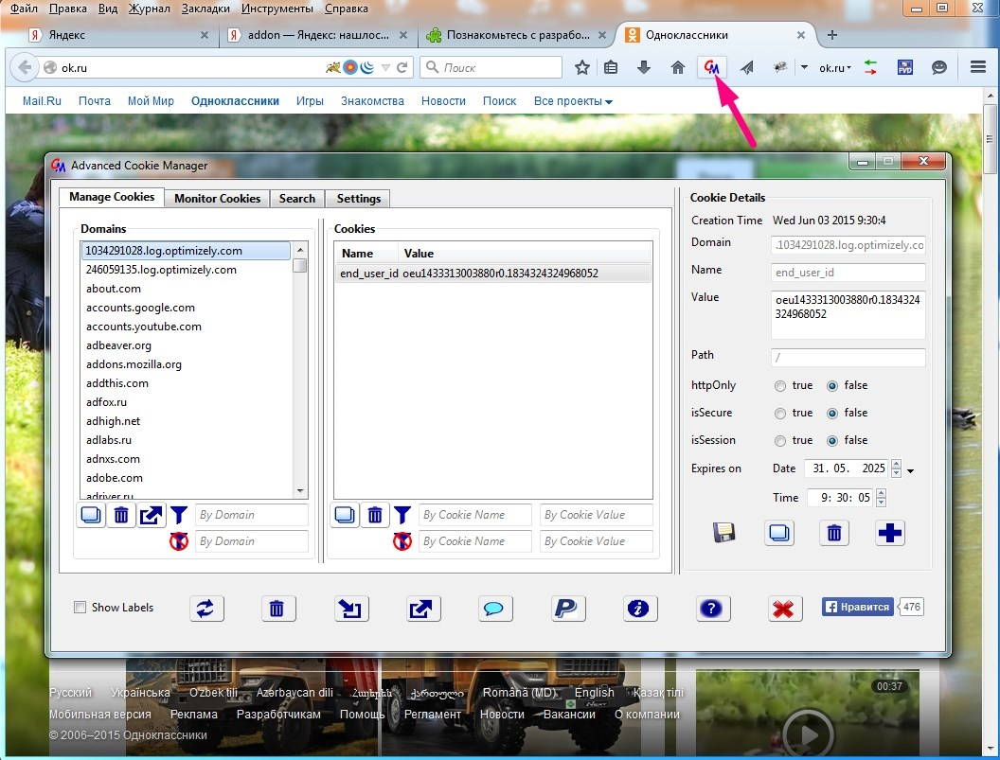 Файл Правка Вид Журнал Закладки Инструменты Справка
Яндекс
addon — Яндекс: нашлос...
Познакомьтесь с разрабо...
Одноклассники
ok.ru
Поиск
ok.ru
FVD
Mail.Ru Почта Мой Мир Одноклассники Игры Знакомства Новости Поиск Все проекты
Advanced Cookie Manager
Manage Cookies Monitor Cookies Search Settings
Domains
1034291028.log.optimizely.com
246059135.log.optimizely.com
about.com
accounts.google.com
accounts.youtube.com
adbeaver.org
addons.mozilla.org
addthis.com
adfox.ru
adhigh.net
adlabs.ru
adnxs.com
adobe.com
adriver.ru
By Domain
By Domain
Cookies
Name Value
end_user_id oeu1433313003880r0.1834324324968052
By Cookie Name By Cookie Value
By Cookie Name By Cookie Value
Cookie Details
Creation Time Wed Jun 03 2015 9:30:4
Domain .1034291028.log.optimizely.co
Name end_user_id
Value oeu1433313003880r0.1834324
324968052
Path /
httpOnly true false
isSecure true false
isSession true false
Expires on Date 31. 05. 2025
Time 9: 30: 05
Show Labels
Нравится 476
00:37
Русский Українська O'zbek tili Azərbaycan dili Հայերեն ქართული Română (MD) English Қазақ тілі
Мобильная версия Реклама Разработчикам Помощь Регламент Новости Вакансии О компании
© 2006–2015 Одноклассники